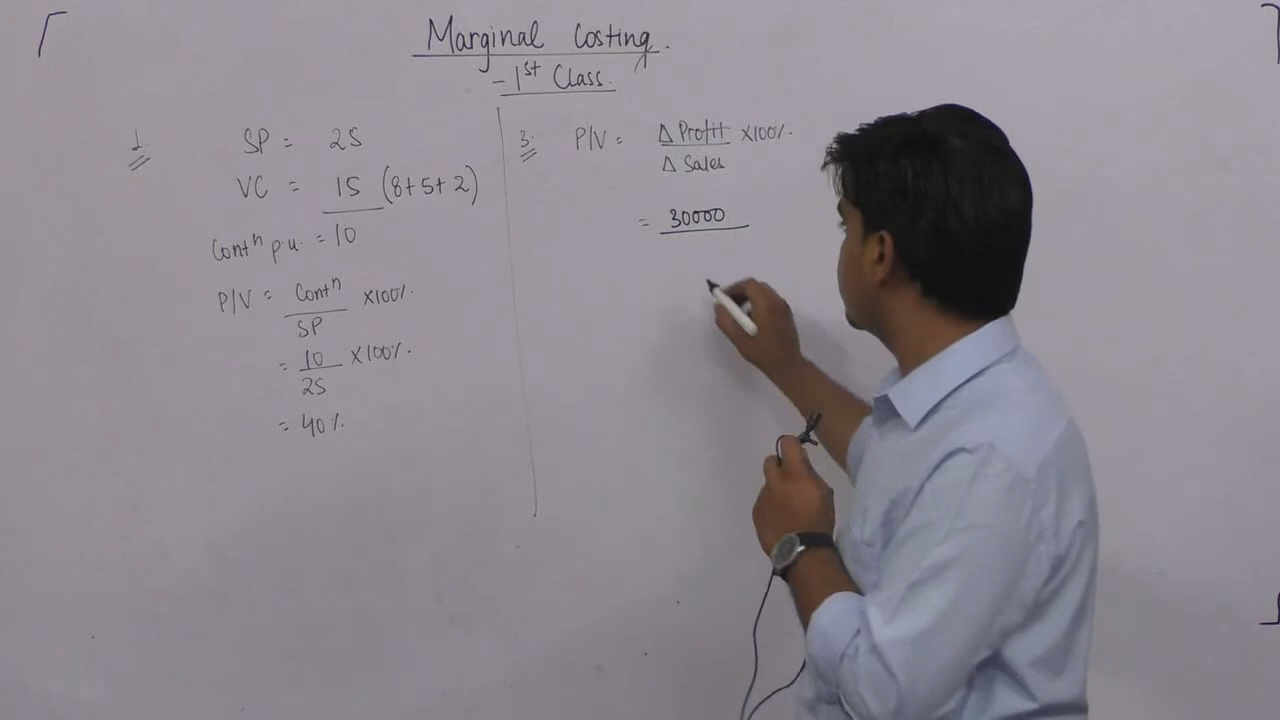 Marginal Costing.
- 1st Class.
1.
SP = 25
VC = 15 (8+5+2)
Contn p.u. = 10
P/V = Contn / SP X100%
= 10 / 25 X100%
= 40%
3.
P/V = Δ Profit / Δ Sales X100%.
= 30000